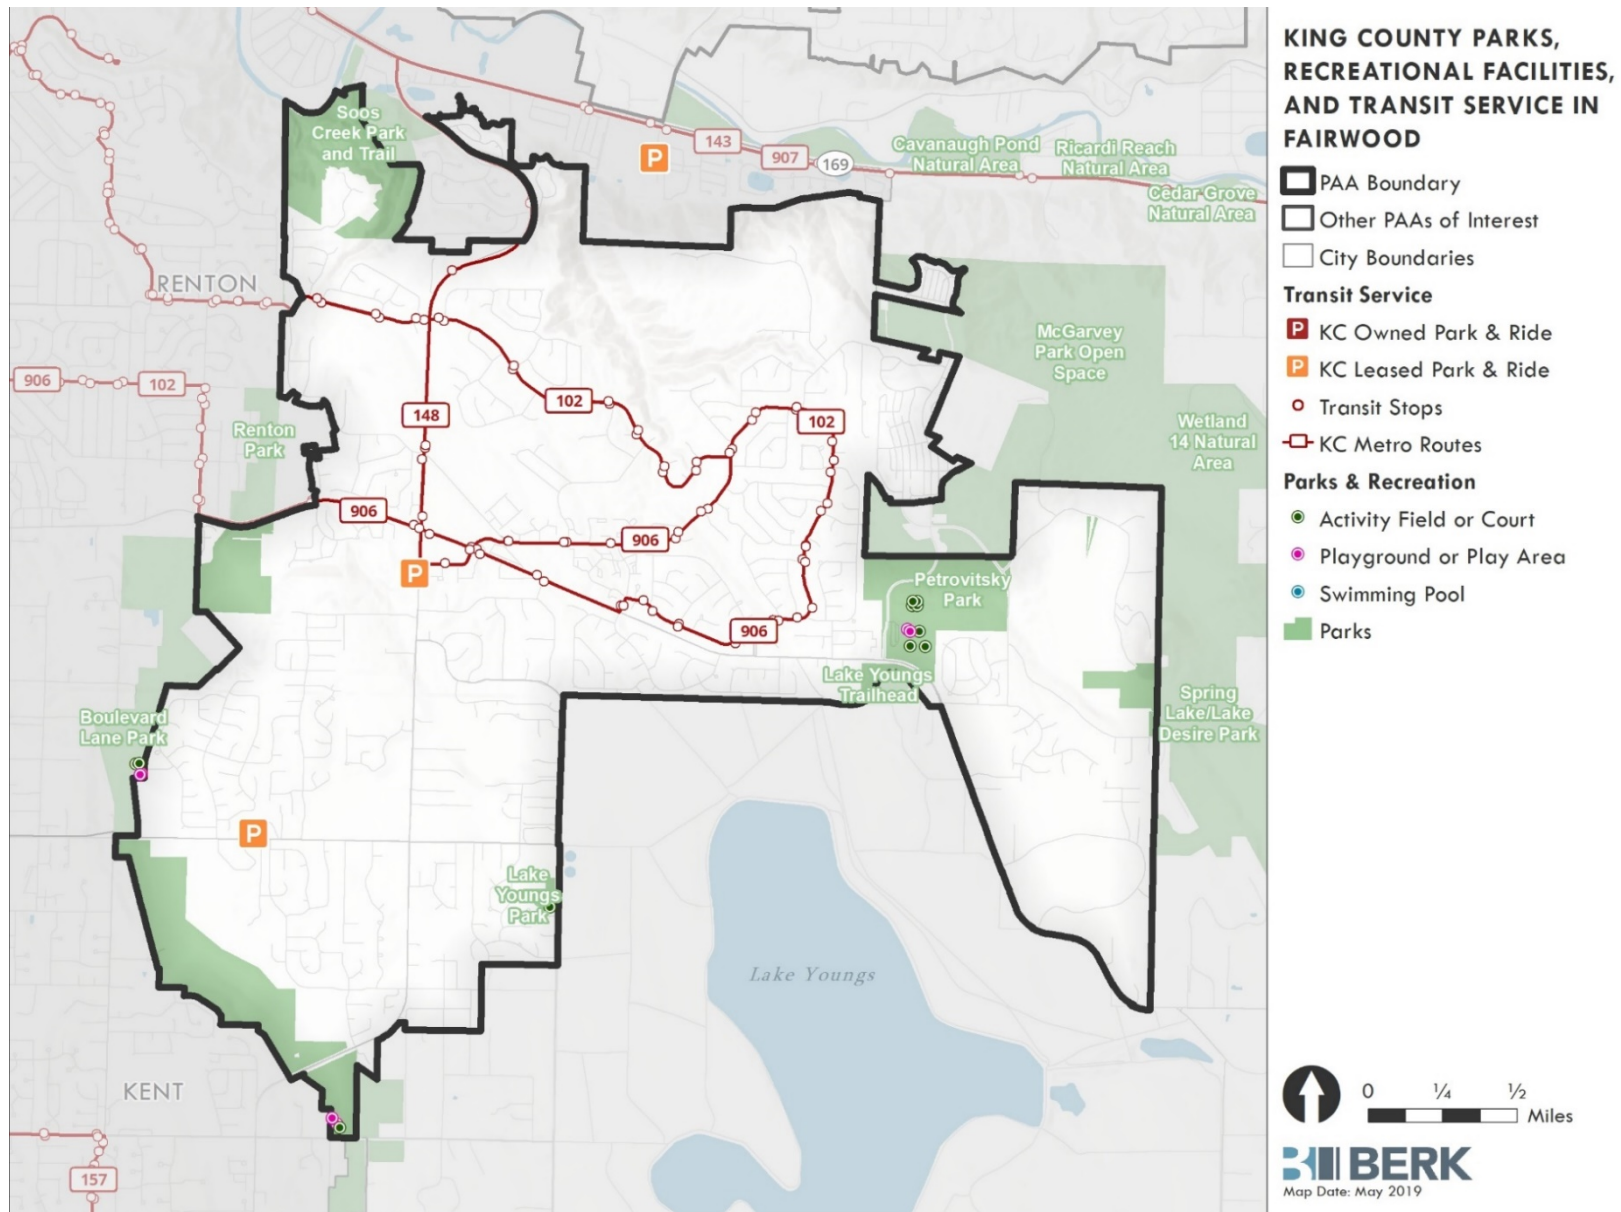 KING COUNTY PARKS,
RECREATIONAL FACILITIES,
AND TRANSIT SERVICE IN
FAIRWOOD
PAA Boundary
Other PAAs of Interest
City Boundaries
Transit Service
P KC Owned Park & Ride
P KC Leased Park & Ride
Transit Stops
KC Metro Routes
Parks & Recreation
Activity Field or Court
Playground or Play Area
Swimming Pool
Parks
0 ¼ ½
Miles
BERK
Map Date: May 2019
Soos
Creek Park
and Trail
P
143
907
169
Cavanaugh Pond
Natural Area
Ricardi Reach
Natural Area
Cedar Grove
Natural Area
RENTON
McGarvey
Park Open
Space
906
102
148
102
102
Renton
Park
Wetland
14 Natural
Area
906
906
P
Petrovitsky
Park
906
Lake Youngs
Trailhead
Boulevard
Lane Park
Spring
Lake/Lake
Desire Park
P
Lake
Youngs
Park
Lake Youngs
KENT
157